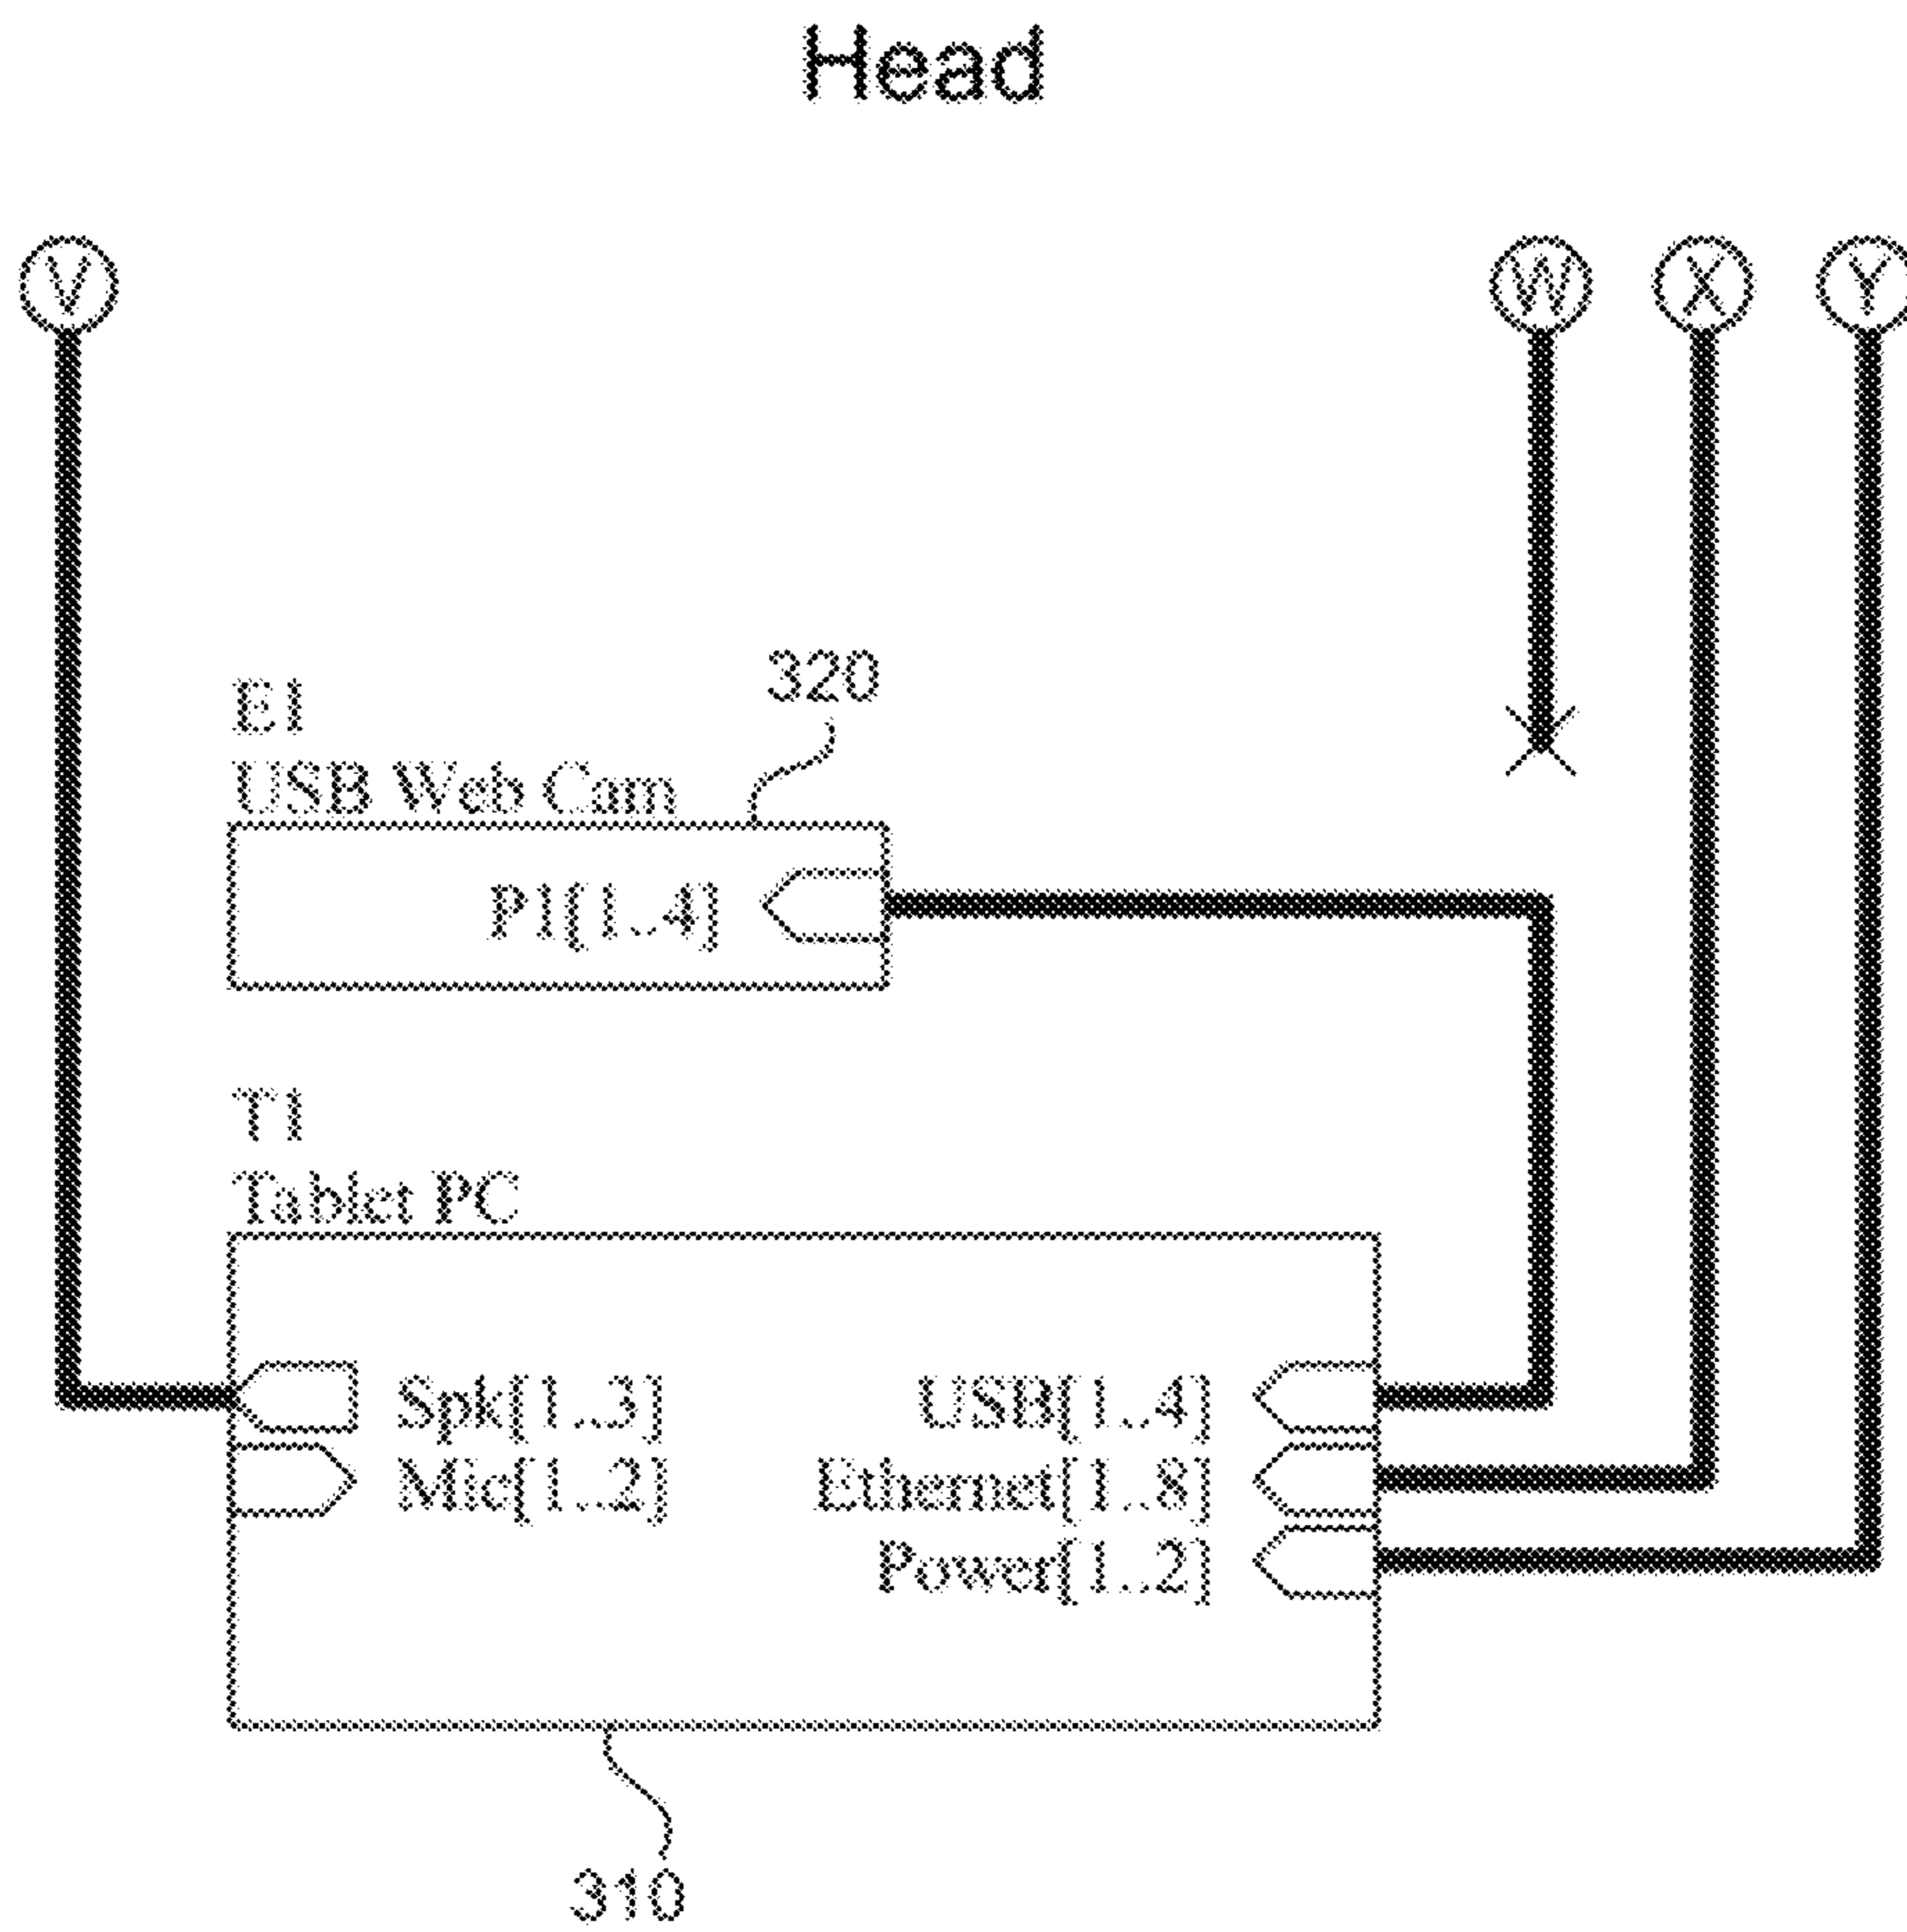 Head
V W X Y
320
E1
USB Web Cam
P1[1..4]
T1
Tablet PC
Spk[1..3] USB[1..4]
Mic[1..2] Ethernet[1..8]
Power[1..2]
310